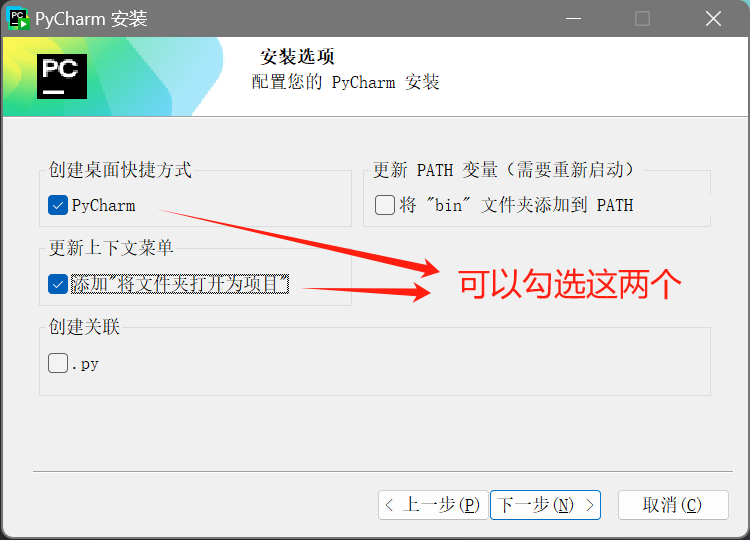 PyCharm 安装
PC
安装选项
配置您的 PyCharm 安装
创建桌面快捷方式
PyCharm
更新 PATH 变量（需要重新启动）
将 "bin" 文件夹添加到 PATH
更新上下文菜单
添加"将文件夹打开为项目"
可以勾选这两个
创建关联
.py
< 上一步(P)
下一步(N) >
取消(C)